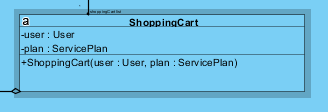 a
ShoppingCart
-user : User
-plan : ServicePlan
+ShoppingCart(user : User, plan : ServicePlan)